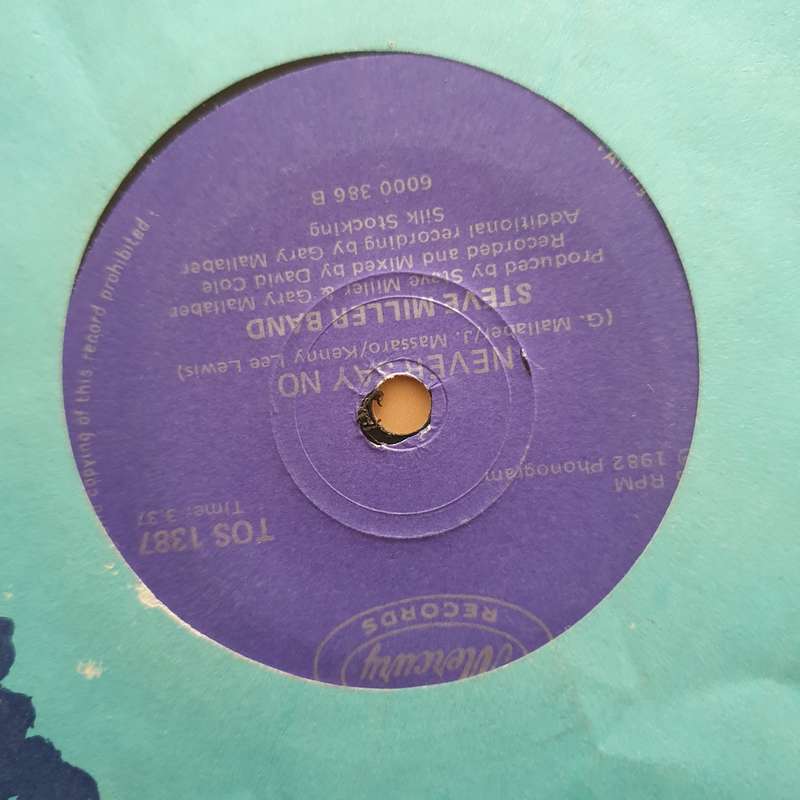 Mercury
RECORDS
TOS 1387
Time: 3.37
RPM
℗ 1982 Phonogram
NEVER SAY NO
(G. Mallaber/J. Massaro/Kenny Lee Lewis)
STEVE MILLER BAND
Produced by Steve Miller & Gary Mallaber
Recorded and Mixed by David Cole
Additional recording by Gary Mallaber
Silk Stocking
6000 386 B
copying of this record prohibited.